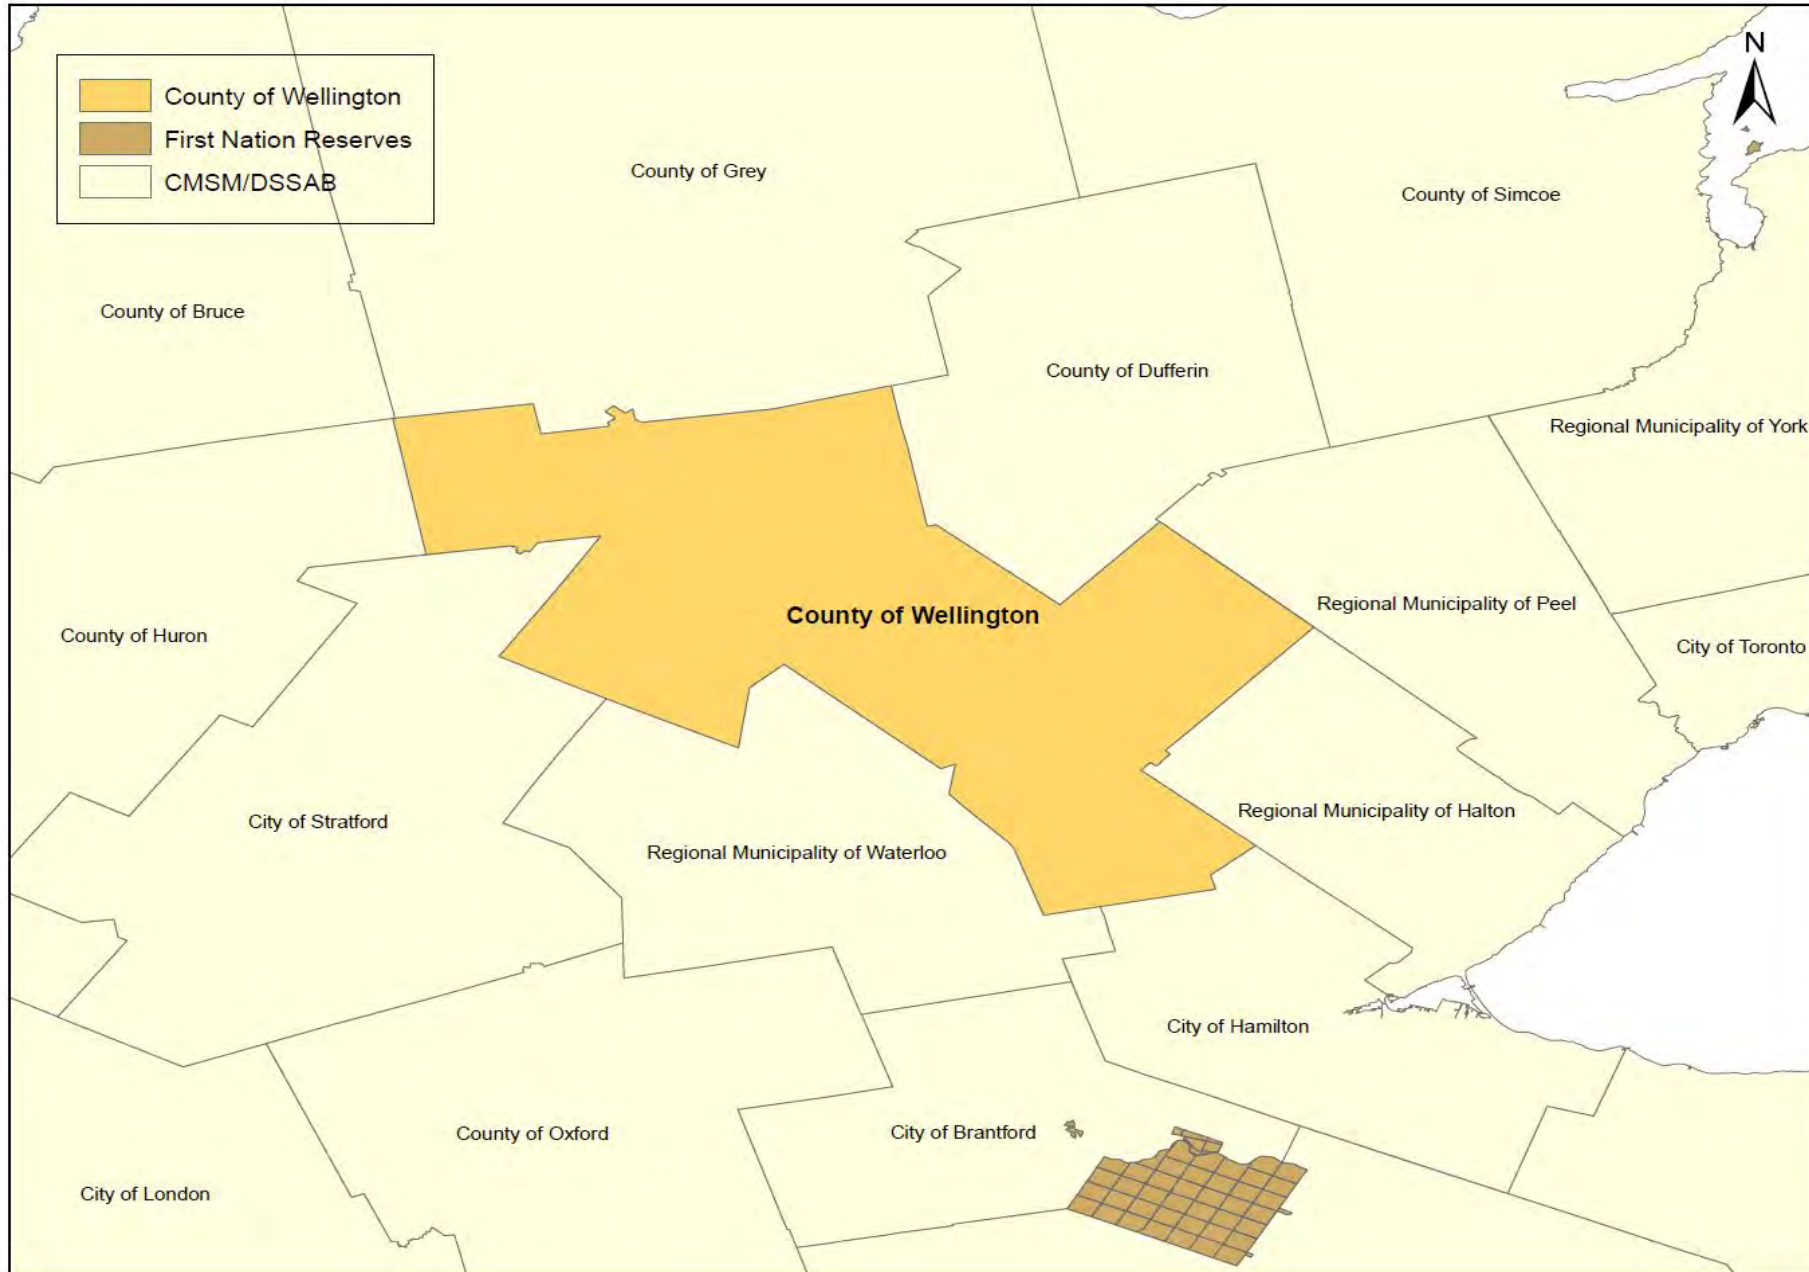 N
County of Wellington
First Nation Reserves
CMSM/DSSAB
County of Grey
County of Simcoe
County of Bruce
County of Dufferin
Regional Municipality of York
County of Wellington
Regional Municipality of Peel
County of Huron
City of Toronto
City of Stratford
Regional Municipality of Halton
Regional Municipality of Waterloo
City of Hamilton
County of Oxford
City of Brantford
City of London